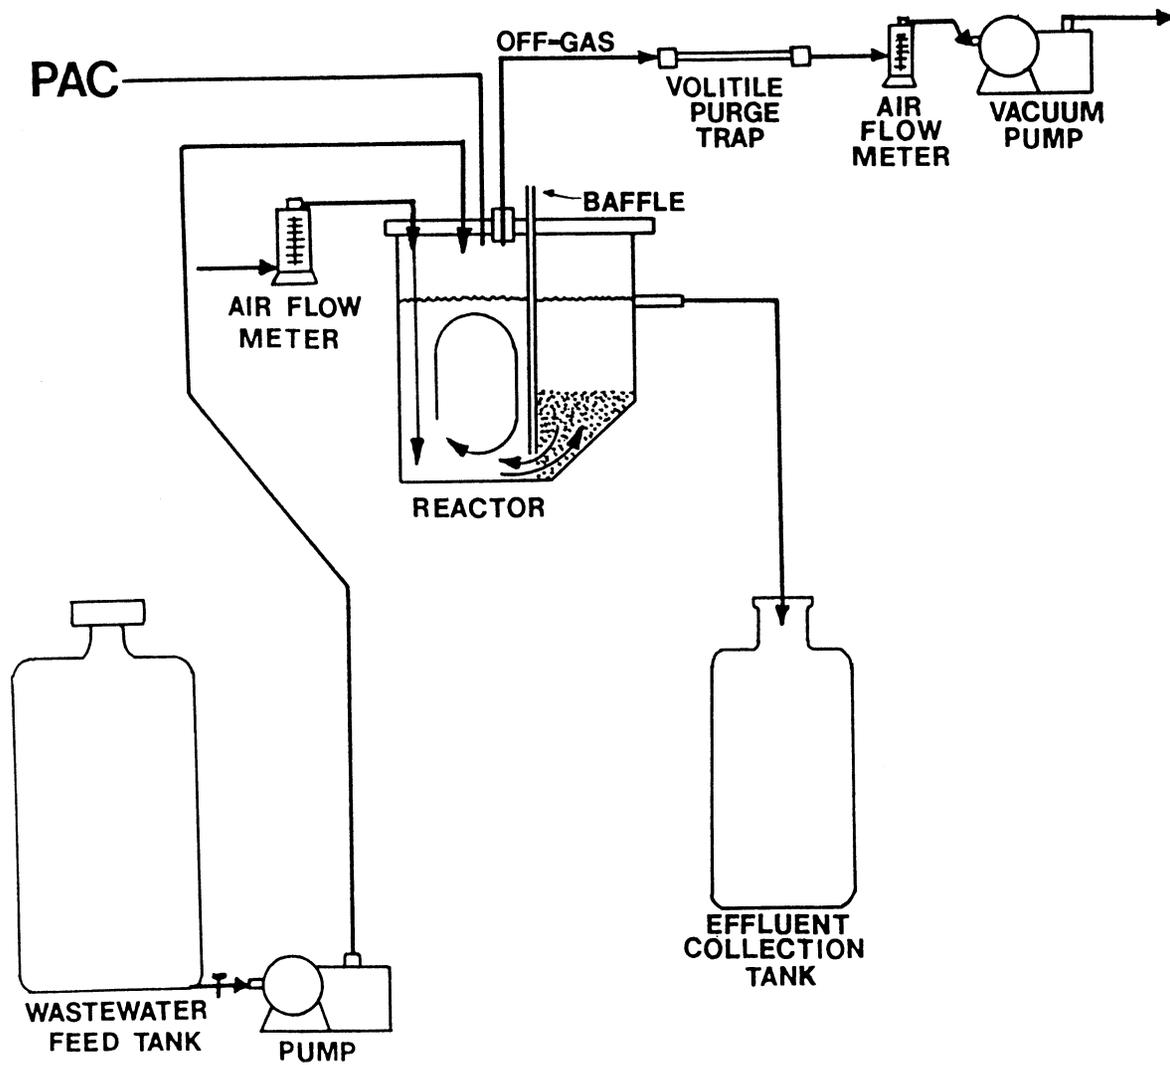 PAC
OFF-GAS
VOLITILE
PURGE
TRAP
AIR
FLOW
METER
VACUUM
PUMP
BAFFLE
AIR FLOW
METER
REACTOR
WASTEWATER
FEED TANK
PUMP
EFFLUENT
COLLECTION
TANK